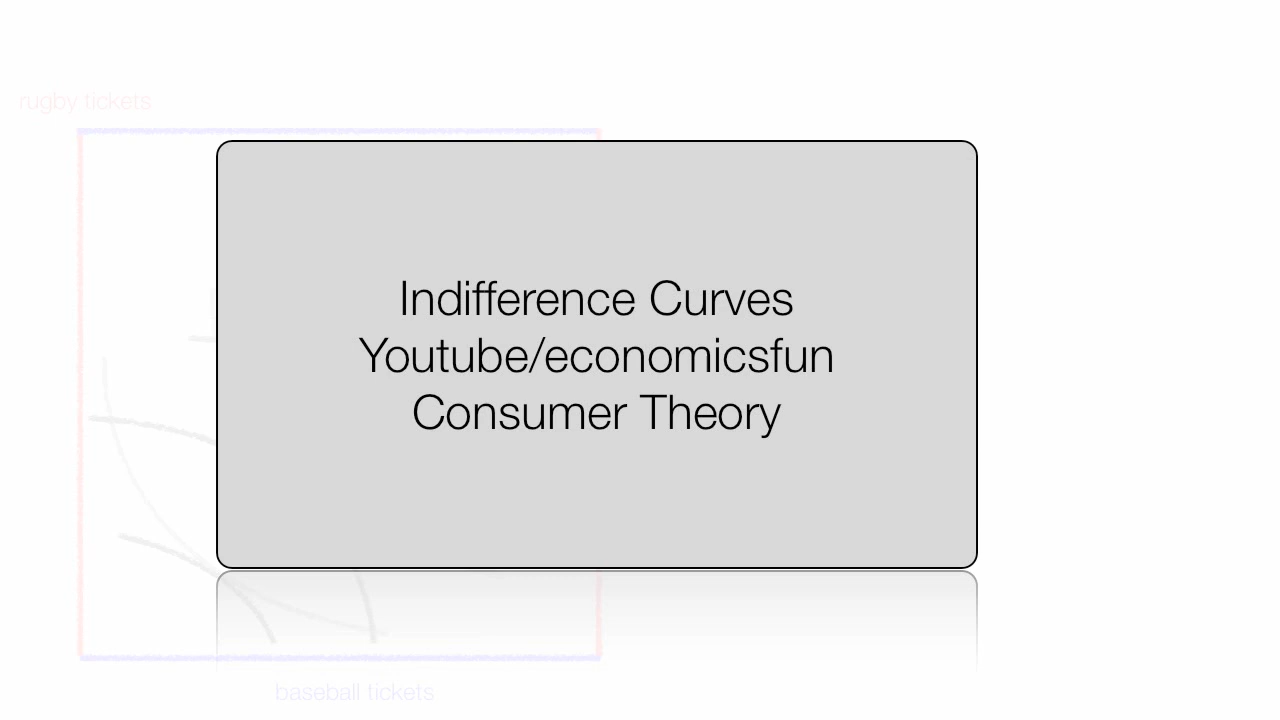 rugby tickets
Indifference Curves
Youtube/economicsfun
Consumer Theory
baseball tickets